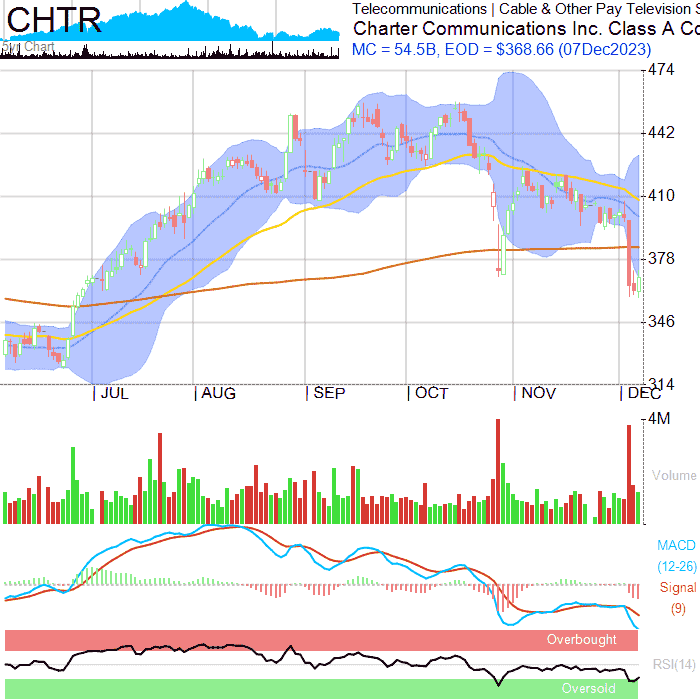 CHTR
5yr Chart
Telecommunications | Cable & Other Pay Television S
Charter Communications Inc. Class A Co
MC = 54.5B, EOD = $368.66 (07Dec2023)
474
442
410
378
346
314
JUL AUG SEP OCT NOV DEC
4M
Volume
MACD
(12-26)
Signal
(9)
Overbought
RSI(14)
Oversold